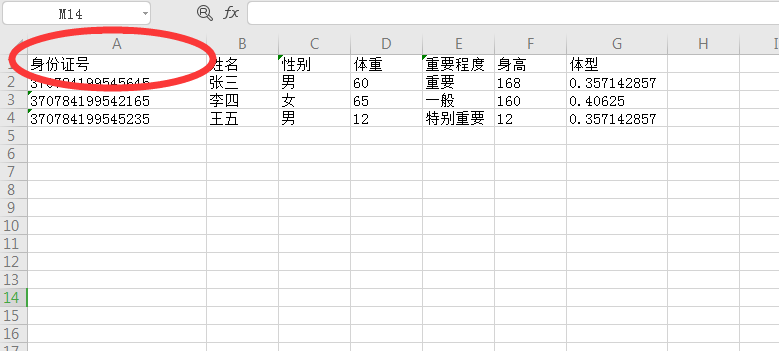 M14 fx
A B C D E F G H I
1 身份证号 姓名 性别 体重 重要程度 身高 体型
2 370784199545645 张三 男 60 重要 168 0.357142857
3 370784199542165 李四 女 65 一般 160 0.40625
4 370784199545235 王五 男 12 特别重要 12 0.357142857
5
6
7
8
9
10
11
12
13
14
15
16
17